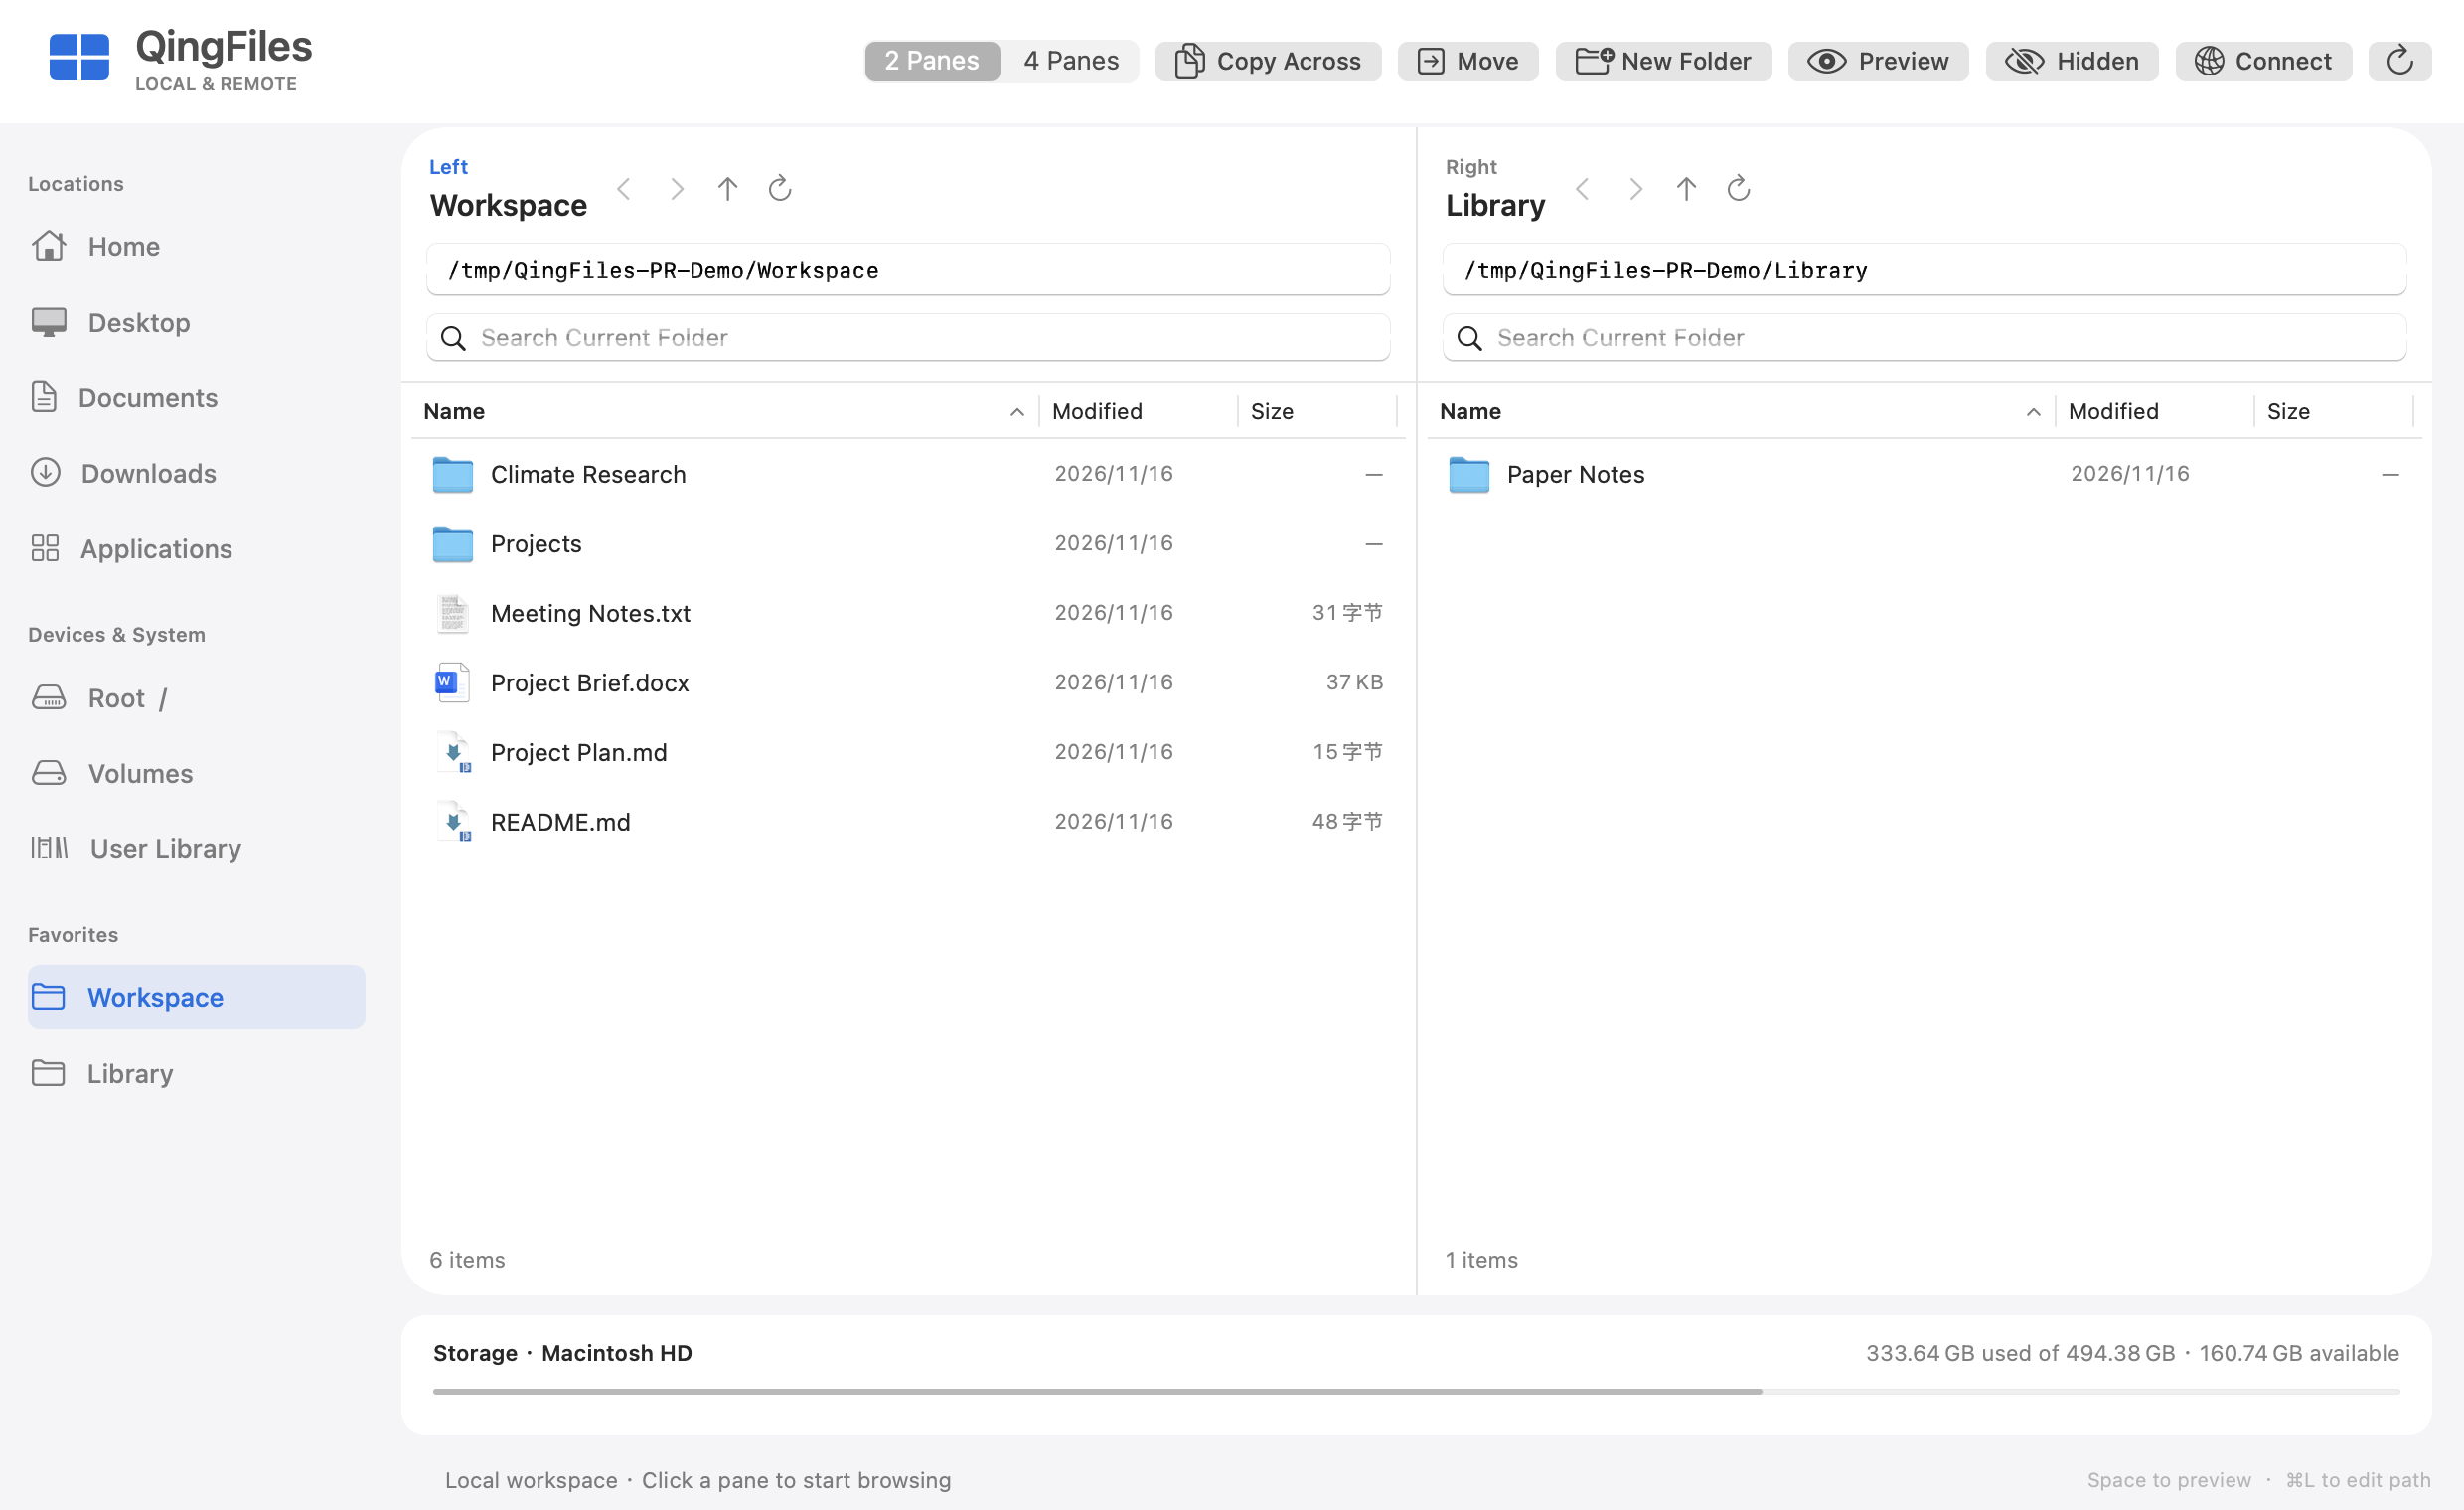 QingFiles
LOCAL & REMOTE
2 Panes 4 Panes Copy Across Move New Folder Preview Hidden Connect
Locations
Home
Desktop
Documents
Downloads
Applications
Devices & System
Root /
Volumes
User Library
Favorites
Workspace
Library
Left
Workspace
/tmp/QingFiles-PR-Demo/Workspace
Search Current Folder
Name Modified Size
Climate Research 2026/11/16 —
Projects 2026/11/16 —
Meeting Notes.txt 2026/11/16 31 字节
Project Brief.docx 2026/11/16 37 KB
Project Plan.md 2026/11/16 15 字节
README.md 2026/11/16 48 字节
6 items
Right
Library
/tmp/QingFiles-PR-Demo/Library
Search Current Folder
Name Modified Size
Paper Notes 2026/11/16 —
1 items
Storage · Macintosh HD 333.64 GB used of 494.38 GB · 160.74 GB available
Local workspace · Click a pane to start browsing Space to preview · ⌘L to edit path